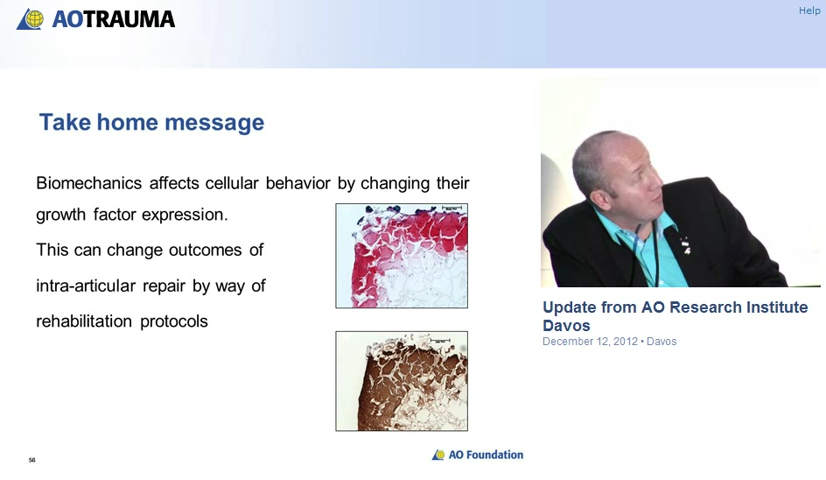 AOTRAUMA
Help
Take home message
Biomechanics affects cellular behavior by changing their
growth factor expression.
This can change outcomes of
intra-articular repair by way of
rehabilitation protocols
Update from AO Research Institute
Davos
December 12, 2012 • Davos
56
AO Foundation